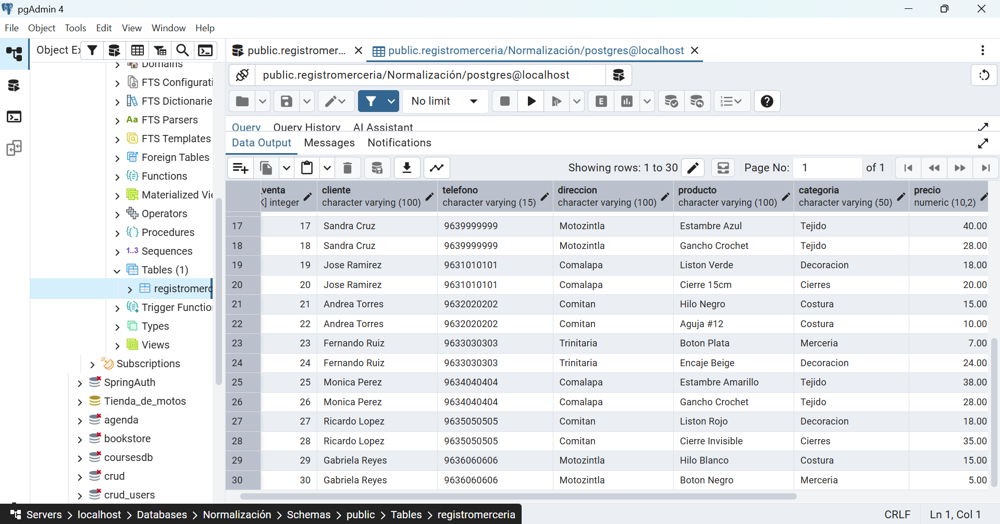 pgAdmin 4
File Object Tools Edit View Window Help
Object Ex
Domains
FTS Configurati
FTS Dictionarie
Aa FTS Parsers
FTS Templates
Foreign Tables
Functions
Materialized Vie
Operators
Procedures
1..3 Sequences
Tables (1)
registromerc
Trigger Functio
Types
Views
Subscriptions
SpringAuth
Tienda_de_motos
agenda
bookstore
coursesdb
crud
crud_users
public.registromer... public.registromerceria/Normalización/postgres@localhost
public.registromerceria/Normalización/postgres@localhost
No limit E
Query Query History AI Assistant
Data Output Messages Notifications
Showing rows: 1 to 30 Page No: 1 of 1
_venta cliente telefono direccion producto categoria precio
K] integer character varying (100) character varying (15) character varying (100) character varying (100) character varying (50) numeric (10,2)
17 17 Sandra Cruz 9639999999 Motozintla Estambre Azul Tejido 40.00
18 18 Sandra Cruz 9639999999 Motozintla Gancho Crochet Tejido 28.00
19 19 Jose Ramirez 9631010101 Comalapa Liston Verde Decoracion 18.00
20 20 Jose Ramirez 9631010101 Comalapa Cierre 15cm Cierres 20.00
21 21 Andrea Torres 9632020202 Comitan Hilo Negro Costura 15.00
22 22 Andrea Torres 9632020202 Comitan Aguja #12 Costura 10.00
23 23 Fernando Ruiz 9633030303 Trinitaria Boton Plata Merceria 7.00
24 24 Fernando Ruiz 9633030303 Trinitaria Encaje Beige Decoracion 24.00
25 25 Monica Perez 9634040404 Comalapa Estambre Amarillo Tejido 38.00
26 26 Monica Perez 9634040404 Comalapa Gancho Crochet Tejido 28.00
27 27 Ricardo Lopez 9635050505 Comitan Liston Rojo Decoracion 18.00
28 28 Ricardo Lopez 9635050505 Comitan Cierre Invisible Cierres 35.00
29 29 Gabriela Reyes 9636060606 Motozintla Hilo Blanco Costura 15.00
30 30 Gabriela Reyes 9636060606 Motozintla Boton Negro Merceria 5.00
Servers > localhost > Databases > Normalización > Schemas > public > Tables > registromerceria
CRLF Ln 1, Col 1